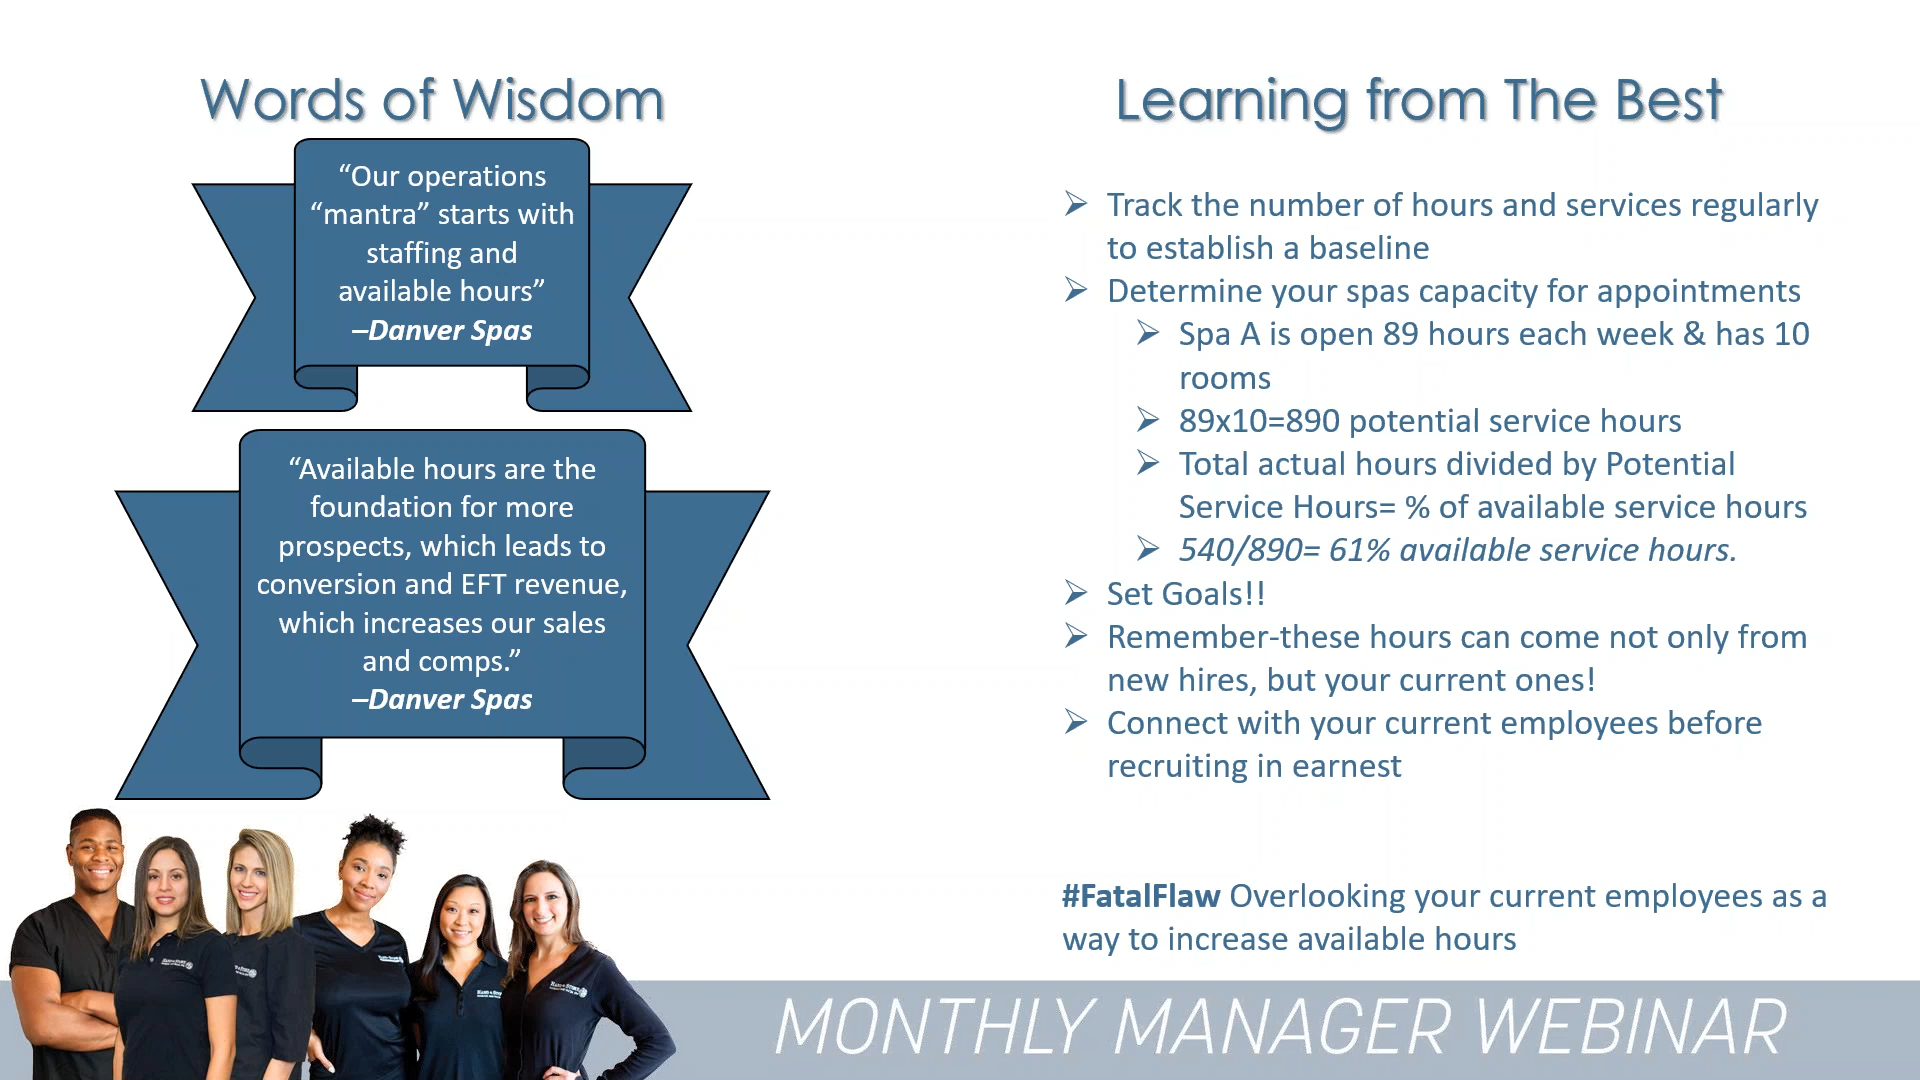 Words of Wisdom
“Our operations
“mantra” starts with
staffing and
available hours”
–Danver Spas
“Available hours are the
foundation for more
prospects, which leads to
conversion and EFT revenue,
which increases our sales
and comps.”
–Danver Spas
Learning from The Best
Track the number of hours and services regularly
to establish a baseline
Determine your spas capacity for appointments
Spa A is open 89 hours each week & has 10
rooms
89x10=890 potential service hours
Total actual hours divided by Potential
Service Hours= % of available service hours
540/890= 61% available service hours.
Set Goals!!
Remember-these hours can come not only from
new hires, but your current ones!
Connect with your current employees before
recruiting in earnest
#FatalFlaw Overlooking your current employees as a
way to increase available hours
MONTHLY MANAGER WEBINAR